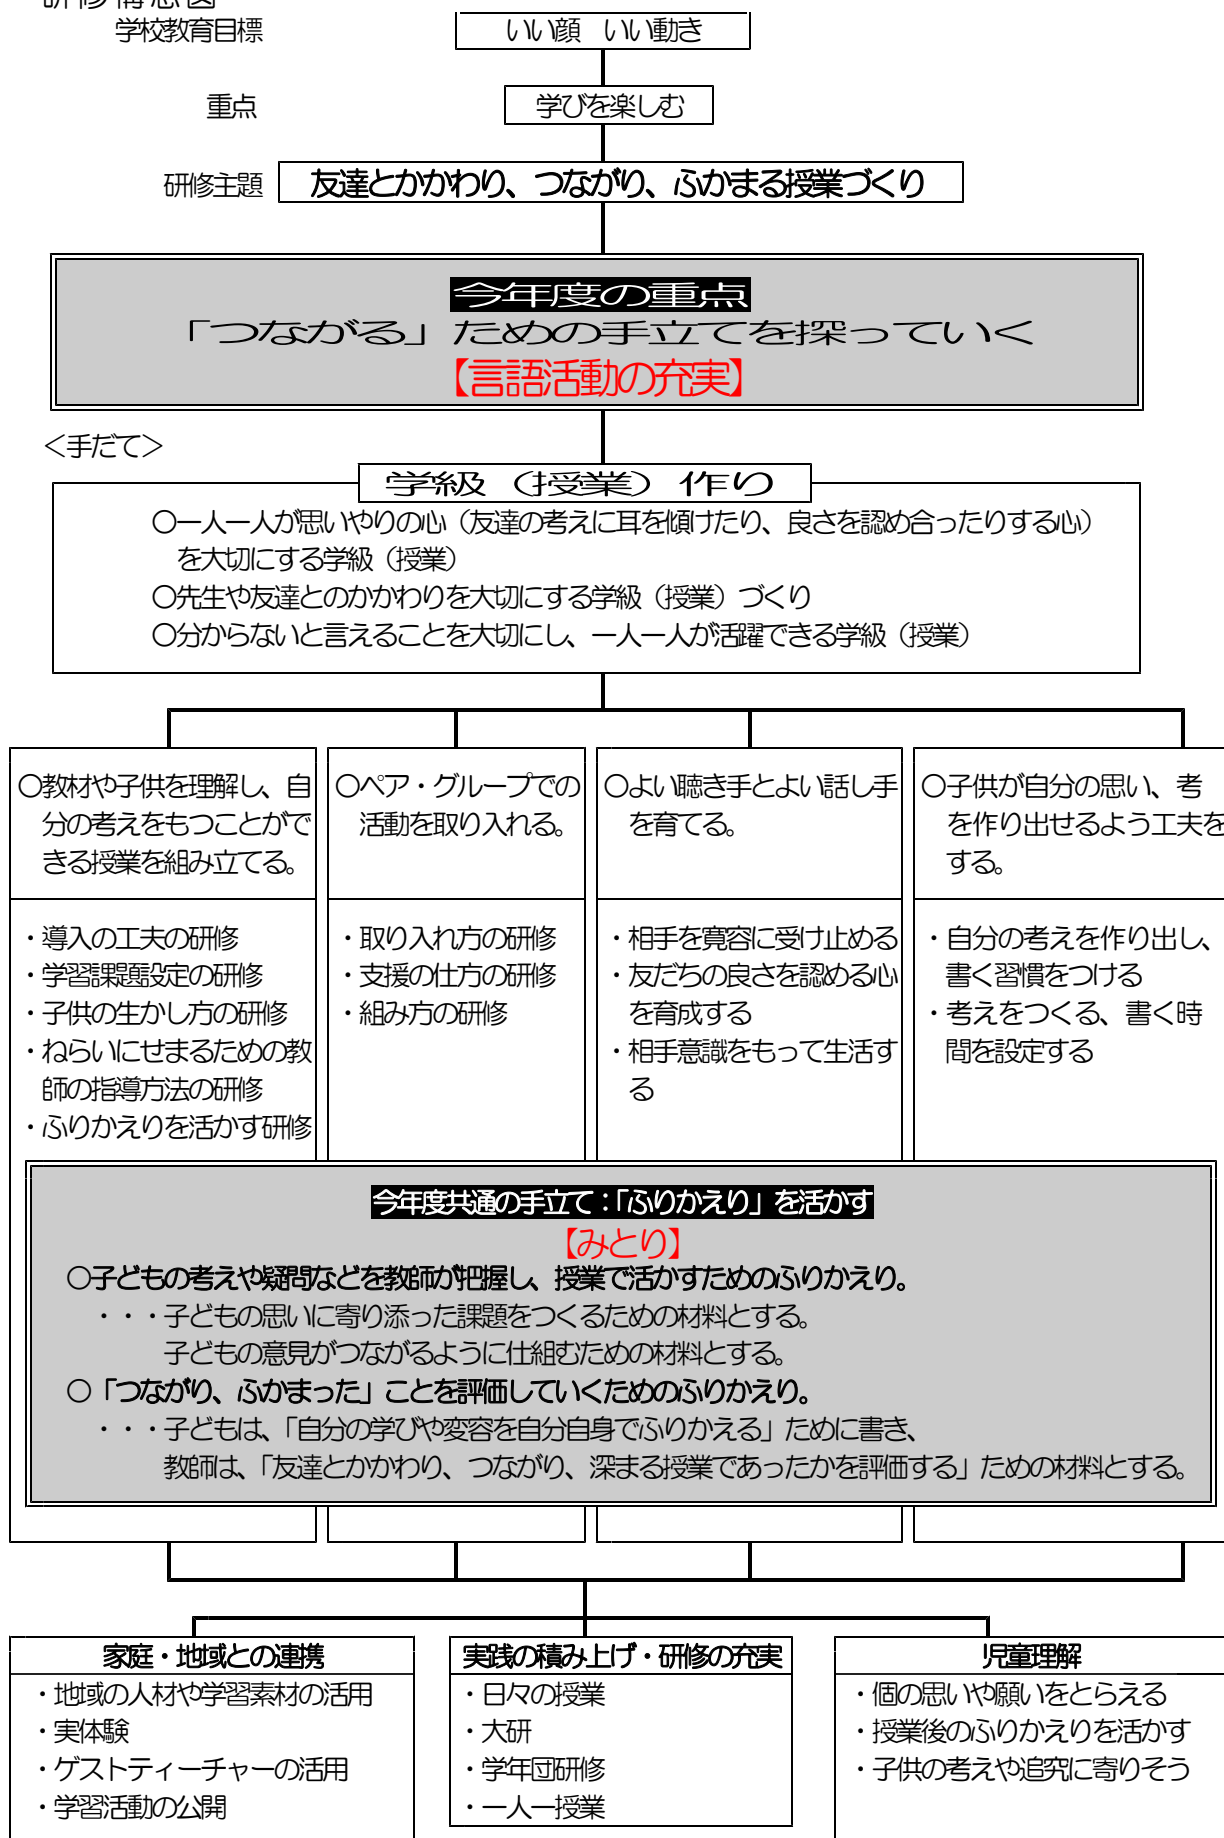 研修構想図
学校教育目標
いい顔　いい動き
重点
学びを楽しむ
研修主題
友達とかかわり、つながり、ふかまる授業づくり
今年度の重点
「つながる」ための手立てを探っていく
【言語活動の充実】
＜手だて＞
学級（授業）作り
○一人一人が思いやりの心（友達の考えに耳を傾けたり、良さを認め合ったりする心）
を大切にする学級（授業）
○先生や友達とのかかわりを大切にする学級（授業）づくり
○分からないと言えることを大切にし、一人一人が活躍できる学級（授業）
○教材や子供を理解し、自
分の考えをもつことがで
きる授業を組み立てる。
・導入の工夫の研修
・学習課題設定の研修
・子供の生かし方の研修
・ねらいにせまるための教
師の指導方法の研修
・ふりかえりを活かす研修
○ペア・グループでの
活動を取り入れる。
・取り入れ方の研修
・支援の仕方の研修
・組み方の研修
○よい聴き手とよい話し手
を育てる。
・相手を寛容に受け止める
・友だちの良さを認める心
を育成する
・相手意識をもって生活す
る
○子供が自分の思い、考
を作り出せるよう工夫を
する。
・自分の考えを作り出し、
書く習慣をつける
・考えをつくる、書く時
間を設定する
今年度共通の手立て：「ふりかえり」を活かす
【みとり】
○子どもの考えや疑問などを教師が把握し、授業で活かすためのふりかえり。
・・・子どもの思いに寄り添った課題をつくるための材料とする。
子どもの意見がつながるように仕組むための材料とする。
○「つながり、ふかまった」ことを評価していくためのふりかえり。
・・・子どもは、「自分の学びや変容を自分自身でふりかえる」ために書き、
教師は、「友達とかかわり、つながり、深まる授業であったかを評価する」ための材料とする。
家庭・地域との連携
・地域の人材や学習素材の活用
・実体験
・ゲストティーチャーの活用
・学習活動の公開
実践の積み上げ・研修の充実
・日々の授業
・大研
・学年団研修
・一人一授業
児童理解
・個の思いや願いをとらえる
・授業後のふりかえりを活かす
・子供の考えや追究に寄りそう